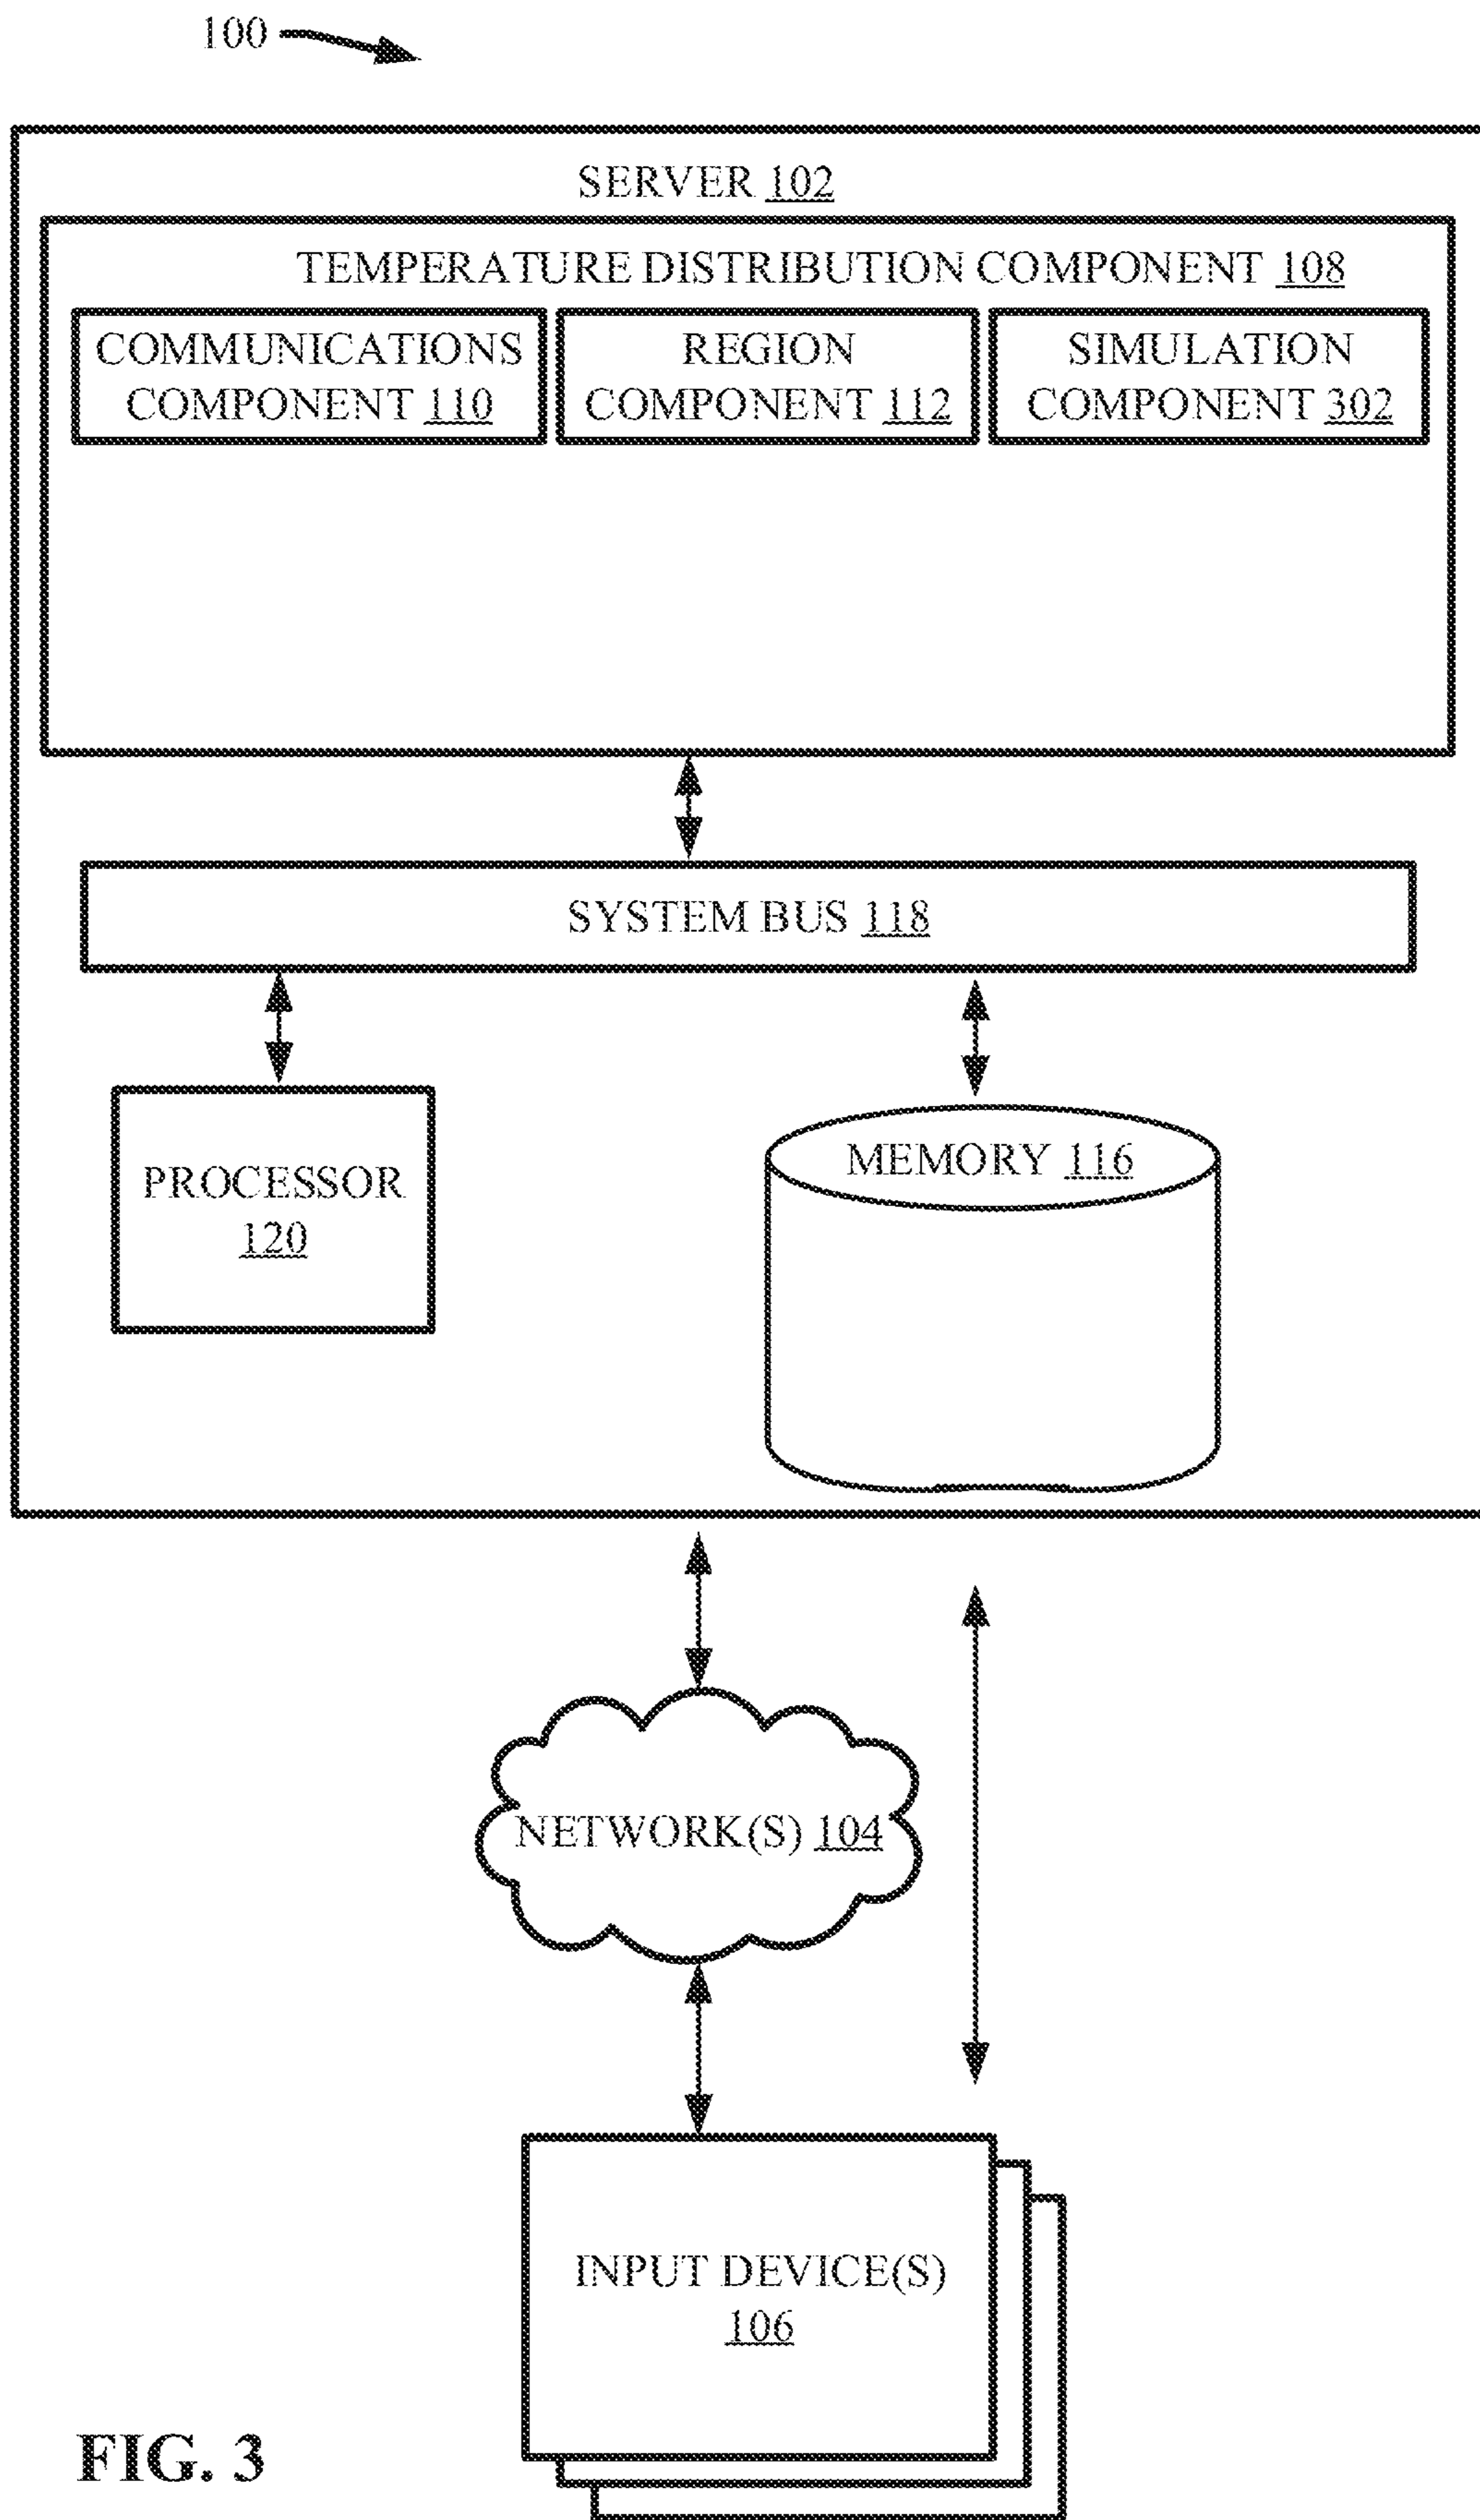 100
SERVER 102
TEMPERATURE DISTRIBUTION COMPONENT 108
COMMUNICATIONS
COMPONENT 110
REGION
COMPONENT 112
SIMULATION
COMPONENT 302
SYSTEM BUS 118
PROCESSOR
120
MEMORY 116
NETWORK(S) 104
INPUT DEVICE(S)
106
FIG. 3